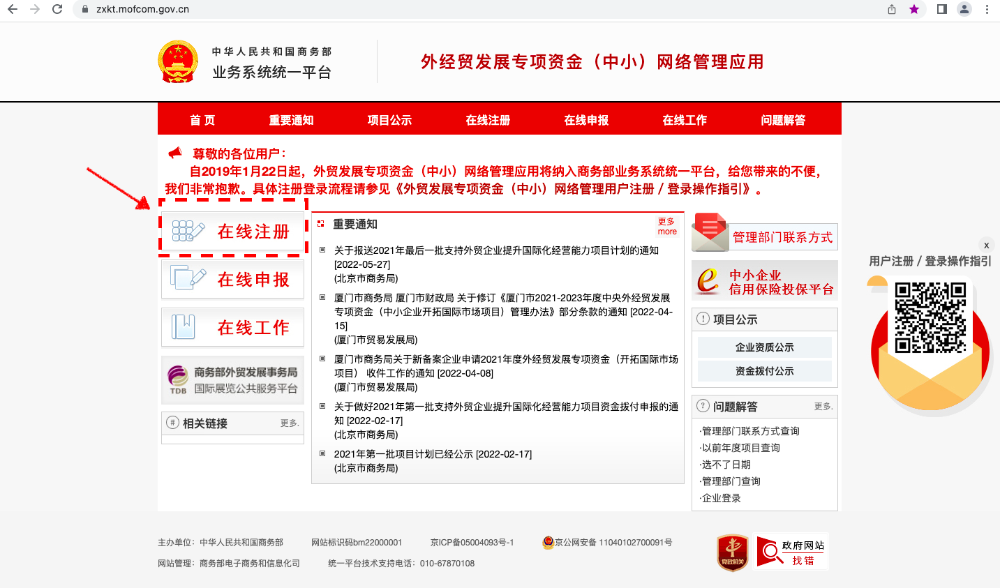 zxkt.mofcom.gov.cn
中华人民共和国商务部
业务系统统一平台
外经贸发展专项资金（中小）网络管理应用
首 页 重要通知 项目公示 在线注册 在线申报 在线工作 问题解答
尊敬的各位用户：
自2019年1月22日起，外贸发展专项资金（中小）网络管理应用将纳入商务部业务系统统一平台，给您带来的不便，
我们非常抱歉。具体注册登录流程请参见《外贸发展专项资金（中小）网络管理用户注册 / 登录操作指引》。
在线注册
在线申报
在线工作
TDB
商务部外贸发展事务局
国际展览公共服务平台
# 相关链接 更多.
重要通知
更多
more
关于报送2021年最后一批支持外贸企业提升国际化经营能力项目计划的通知
[2022-05-27]
(北京市商务局)
厦门市商务局 厦门市财政局 关于修订《厦门市2021-2023年度中央外经贸发展
专项资金（中小企业开拓国际市场项目）管理办法》部分条款的通知 [2022-04-
15]
(厦门市贸易发展局)
厦门市商务局关于新备案企业申请2021年度外经贸发展专项资金（开拓国际市场
项目） 收件工作的通知 [2022-04-08]
(厦门市贸易发展局)
关于做好2021年第一批支持外贸企业提升国际化经营能力项目资金拨付申报的通
知 [2022-02-17]
(北京市商务局)
2021年第一批项目计划已经公示 [2022-02-17]
(北京市商务局)
管理部门联系方式
中小企业
信用保险投保平台
! 项目公示
企业资质公示
资金拨付公示
? 问题解答 更多.
·管理部门联系方式查询
·以前年度项目查询
·选不了日期
·管理部门查询
·企业登录
x
用户注册 / 登录操作指引
主办单位：中华人民共和国商务部 网站标识码bm22000001 京ICP备05004093号-1 京公网安备 11040102700091号
网站管理：商务部电子商务和信息化司 统一平台技术支持电话：010-67870108
党政机关
政府网站
找错